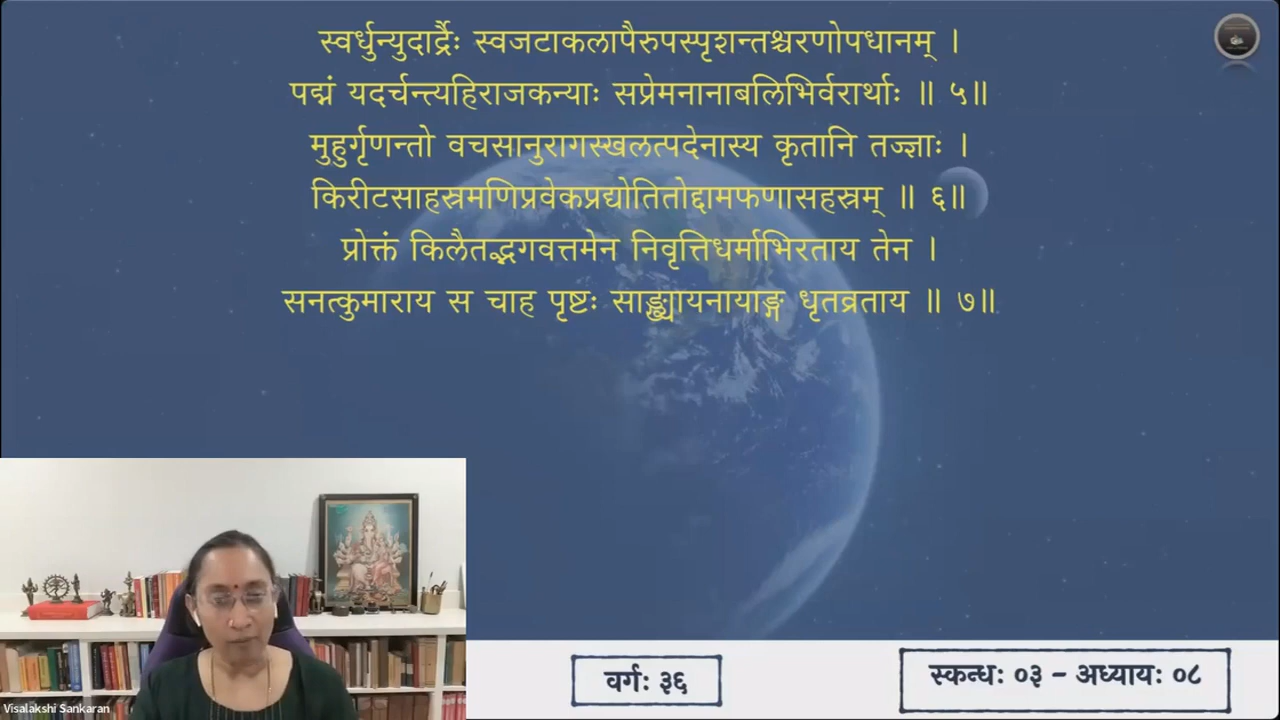 स्वर्धुन्युदार्द्रैः स्वजटाकलापैरुपस्पृशन्तश्चरणोपधानम् ।
पद्मं यदर्चन्त्यहिराजकन्याः सप्रेमनानाबलिभिर्वरार्थाः ॥ ५॥
मुहुर्गृणन्तो वचसानुरागस्खलत्पदेनास्य कृतानि तज्ज्ञाः ।
किरीटसाहस्रमणिप्रवेकप्रद्योतितोद्दामफणासहस्रम् ॥ ६॥
प्रोक्तं किलैतद्भगवत्तमेन निवृत्तिधर्माभिरताय तेन ।
सनत्कुमाराय स चाह पृष्टः साङ्ख्यायनायाङ्ग धृतव्रताय ॥ ७॥
Visalakshi Sankaran
वर्गः ३६
स्कन्धः ०३ - अध्यायः ०८